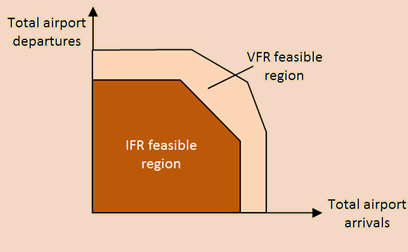 Total airport
departures
VFR feasible
region
IFR feasible
region
Total airport
arrivals